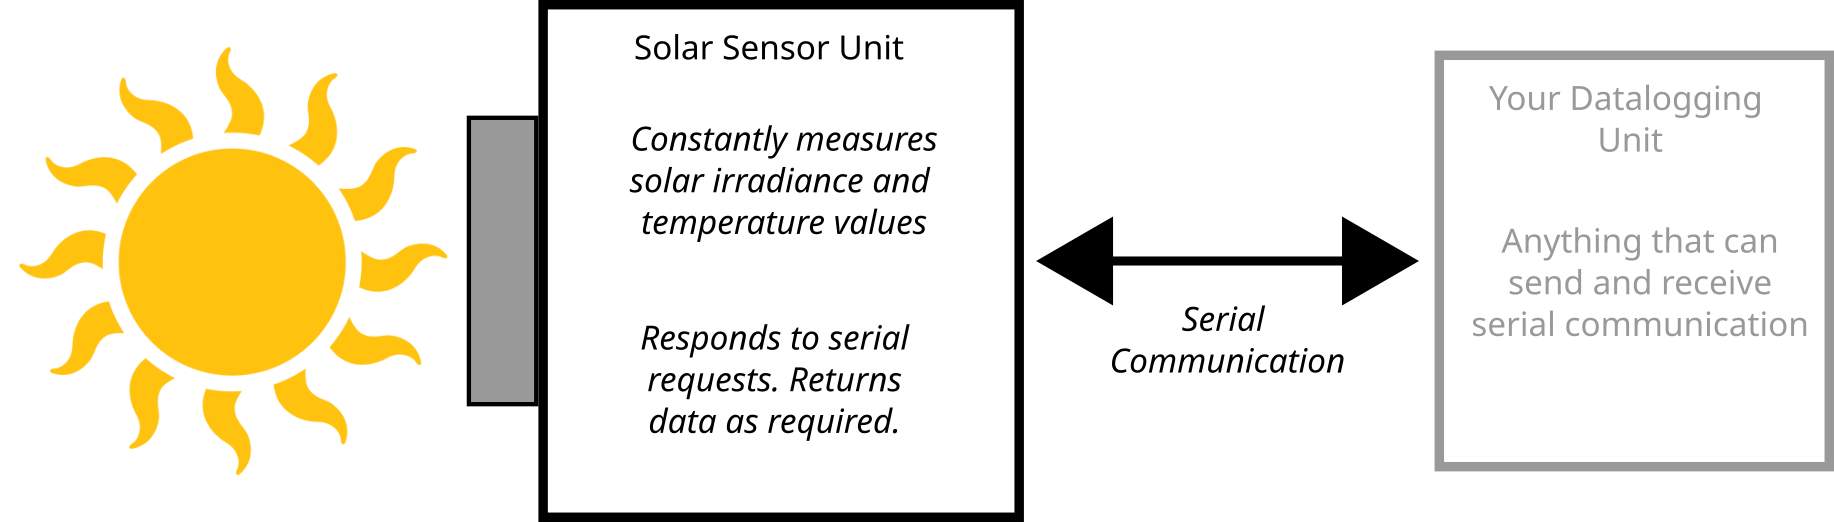 Solar Sensor Unit
Constantly measures
solar irradiance and
temperature values
Responds to serial
requests. Returns
data as required.
Serial
Communication
Your Datalogging
Unit
Anything that can
send and receive
serial communication